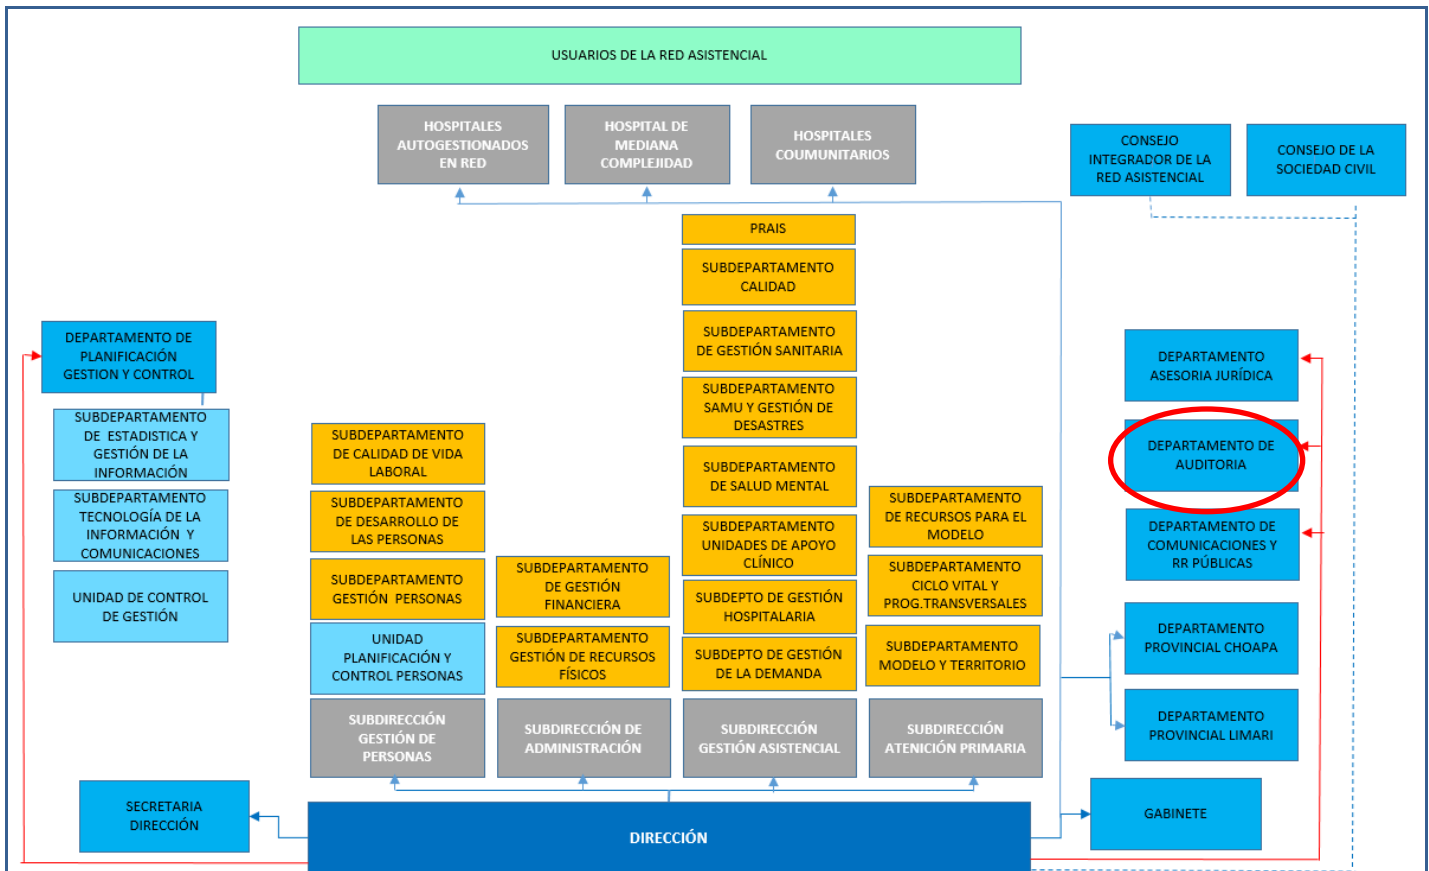 USUARIOS DE LA RED ASISTENCIAL
HOSPITALES
AUTOGESTIONADOS
EN RED
HOSPITAL DE
MEDIANA
COMPLEJIDAD
HOSPITALES
COUMUNITARIOS
CONSEJO
INTEGRADOR DE LA
RED ASISTENCIAL
CONSEJO DE LA
SOCIEDAD CIVIL
DEPARTAMENTO DE
PLANIFICACIÓN
GESTION Y CONTROL
SUBDEPARTAMENTO
DE ESTADISTICA Y
GESTIÓN DE LA
INFORMACIÓN
SUBDEPARTAMENTO
TECNOLOGÍA DE LA
INFORMACIÓN Y
COMUNICACIONES
UNIDAD DE CONTROL
DE GESTIÓN
SUBDEPARTAMENTO
DE CALIDAD DE VIDA
LABORAL
SUBDEPARTAMENTO
DE DESARROLLO DE
LAS PERSONAS
SUBDEPARTAMENTO
GESTIÓN PERSONAS
UNIDAD
PLANIFICACIÓN Y
CONTROL PERSONAS
SUBDIRECCIÓN
GESTIÓN DE
PERSONAS
SUBDEPARTAMENTO
DE GESTIÓN
FINANCIERA
SUBDEPARTAMENTO
GESTIÓN DE RECURSOS
FÍSICOS
SUBDIRECCIÓN DE
ADMINISTRACIÓN
PRAIS
SUBDEPARTAMENTO
CALIDAD
SUBDEPARTAMENTO
DE GESTIÓN SANITARIA
SUBDEPARTAMENTO
SAMU Y GESTIÓN DE
DESASTRES
SUBDEPARTAMENTO
DE SALUD MENTAL
SUBDEPARTAMENTO
UNIDADES DE APOYO
CLÍNICO
SUBDEPTO DE GESTIÓN
HOSPITALARIA
SUBDEPTO DE GESTIÓN
DE LA DEMANDA
SUBDIRECCIÓN
GESTIÓN ASISTENCIAL
SUBDEPARTAMENTO
DE RECURSOS PARA EL
MODELO
SUBDEPARTAMENTO
CICLO VITAL Y
PROG.TRANSVERSALES
SUBDEPARTAMENTO
MODELO Y TERRITORIO
SUBDIRECCIÓN
ATENCIÓN PRIMARIA
DEPARTAMENTO
ASESORIA JURÍDICA
DEPARTAMENTO DE
AUDITORIA
DEPARTAMENTO DE
COMUNICACIONES Y
RR PÚBLICAS
DEPARTAMENTO
PROVINCIAL CHOAPA
DEPARTAMENTO
PROVINCIAL LIMARI
SECRETARIA
DIRECCIÓN
DIRECCIÓN
GABINETE